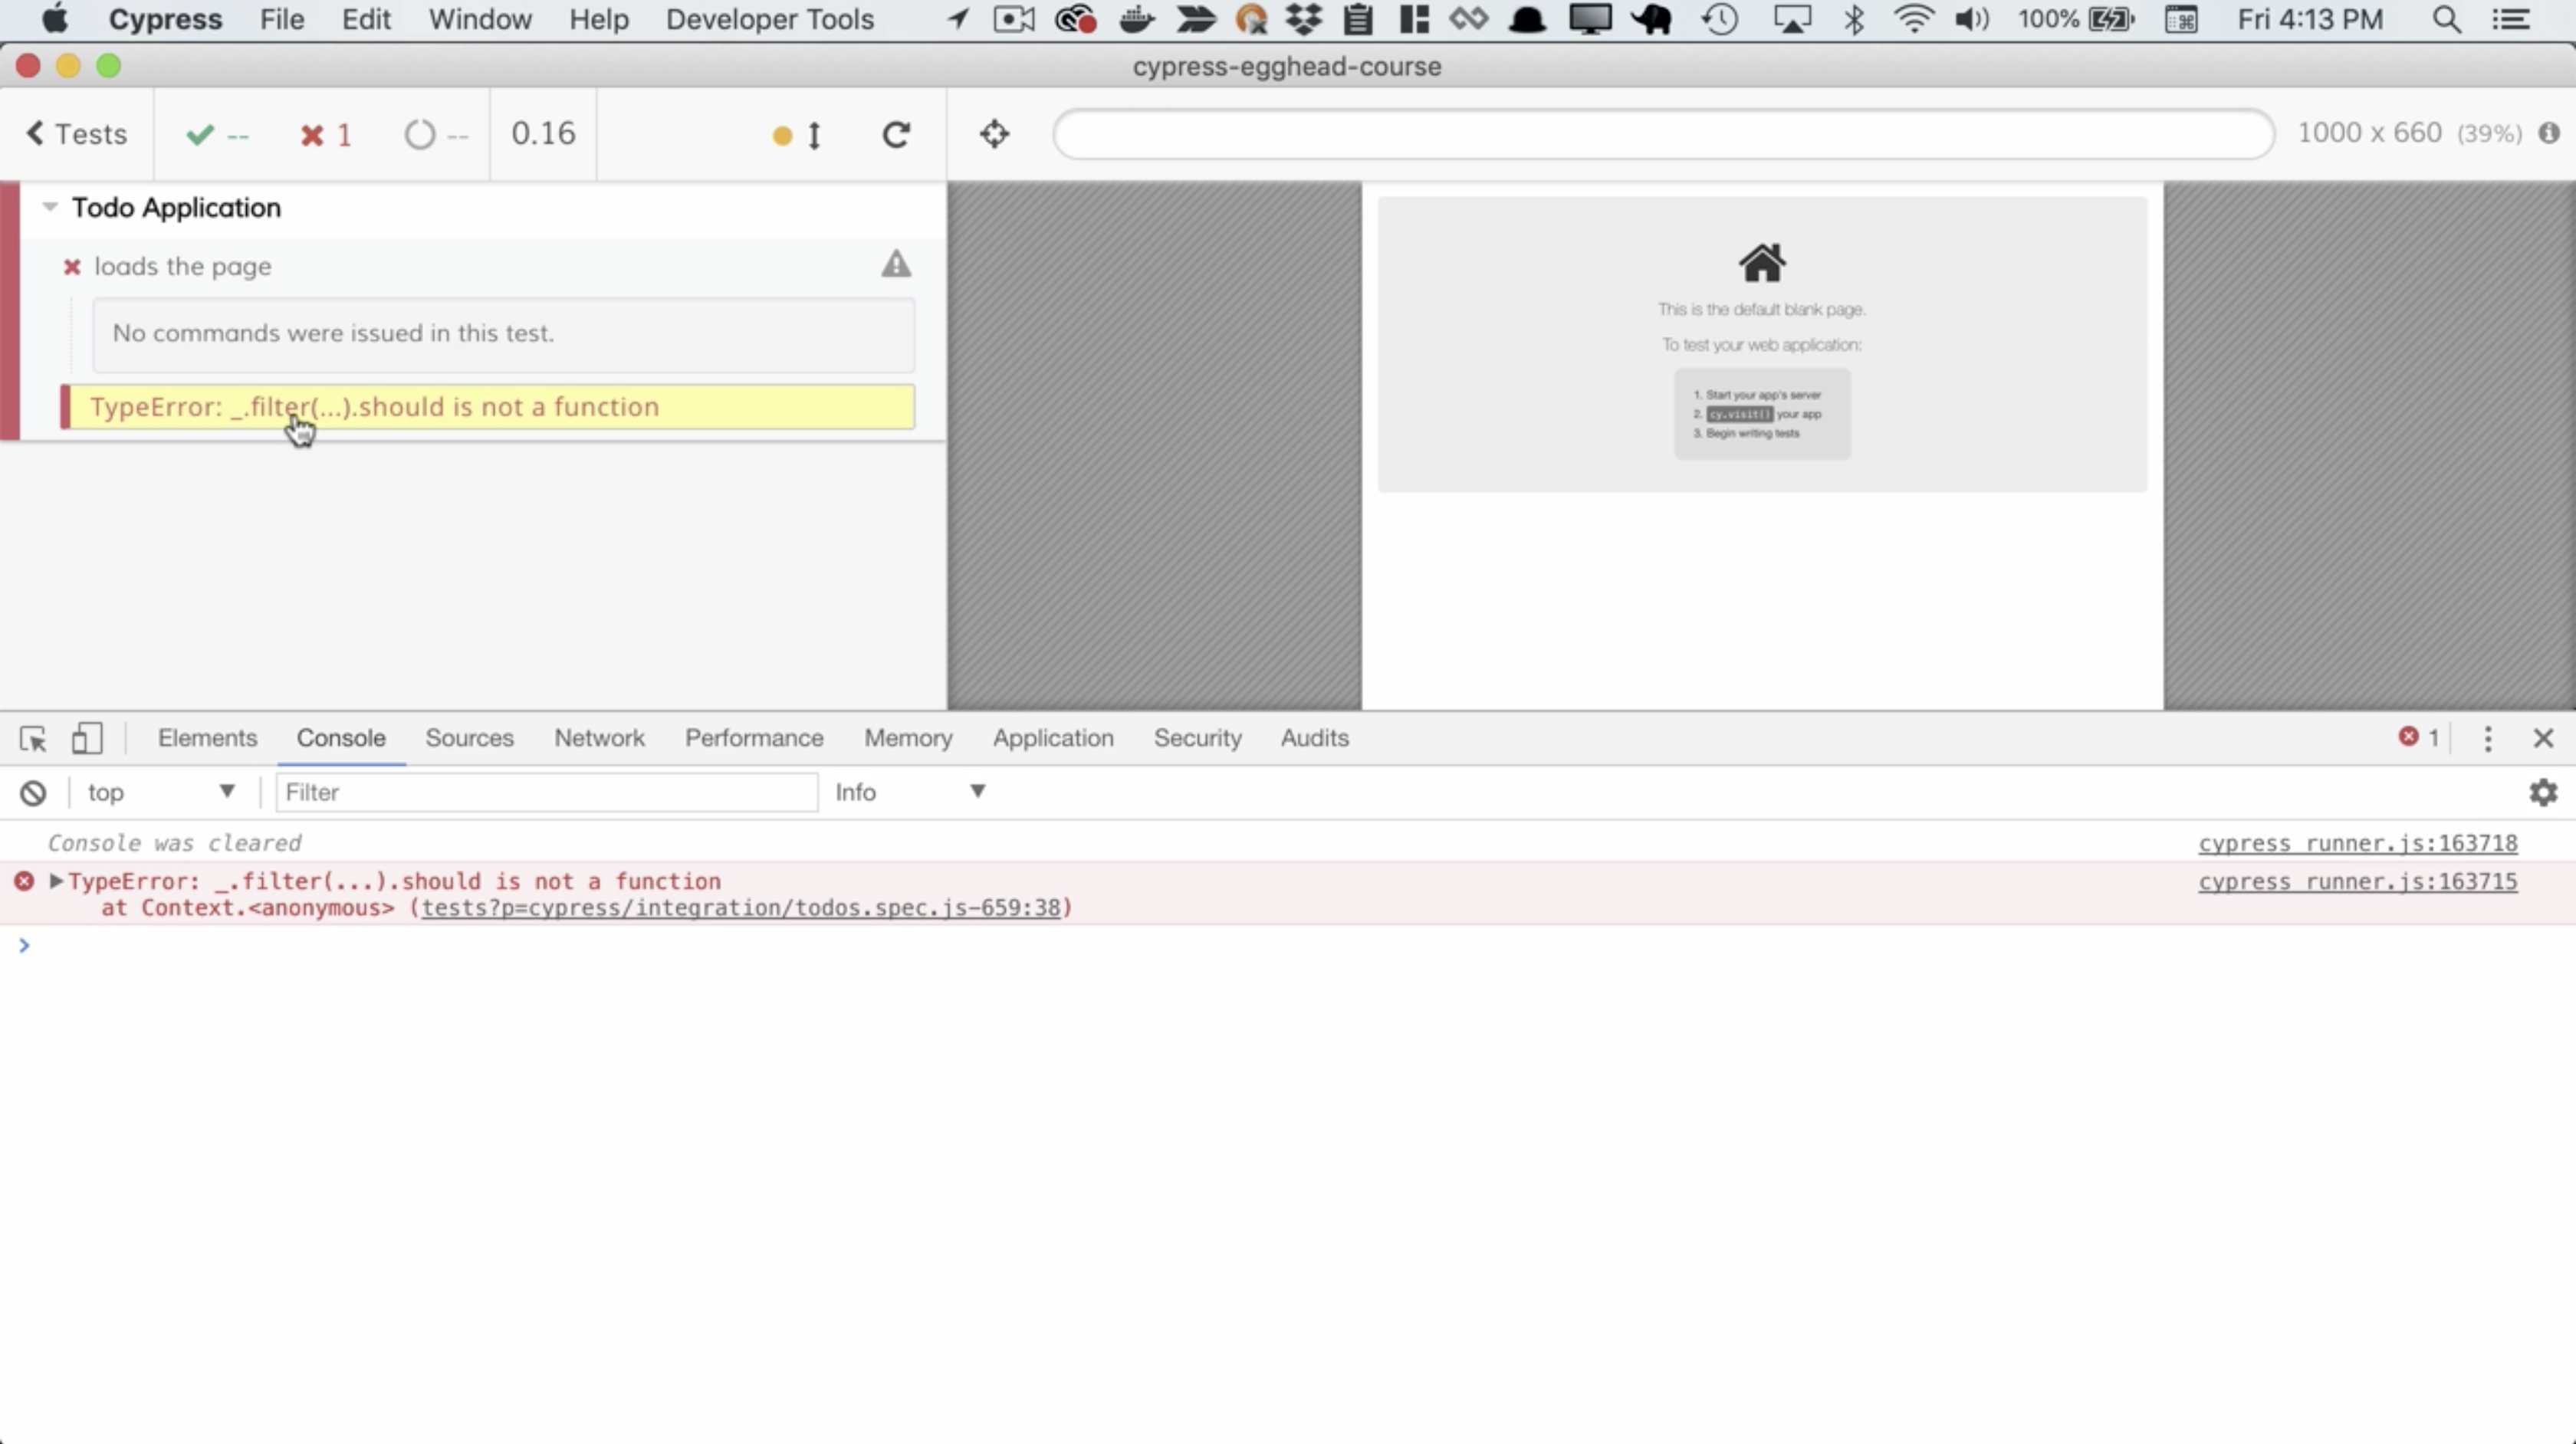 Cypress File Edit Window Help Developer Tools 100% Fri 4:13 PM
cypress-egghead-course
Tests -- 1 -- 0.16 1000 x 660 (39%)
Todo Application
loads the page
No commands were issued in this test.
TypeError: _.filter(...).should is not a function
This is the default blank page.
To test your web application:
1. Start your app's server
2. cy.visit() your app
3. Begin writing tests
Elements Console Sources Network Performance Memory Application Security Audits 1
top Filter Info
Console was cleared cypress_runner.js:163718
TypeError: _.filter(...).should is not a function cypress_runner.js:163715
at Context.<anonymous> (tests?p=cypress/integration/todos.spec.js-659:38)